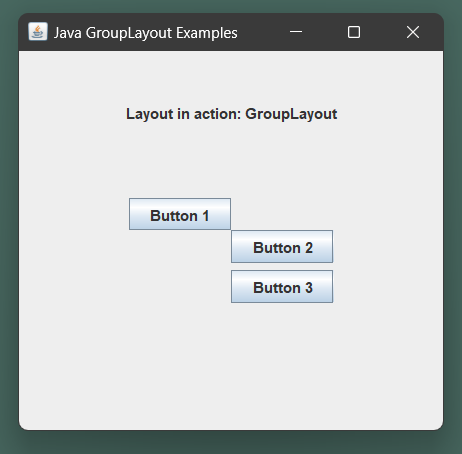 Java GroupLayout Examples
Layout in action: GroupLayout
Button 1
Button 2
Button 3